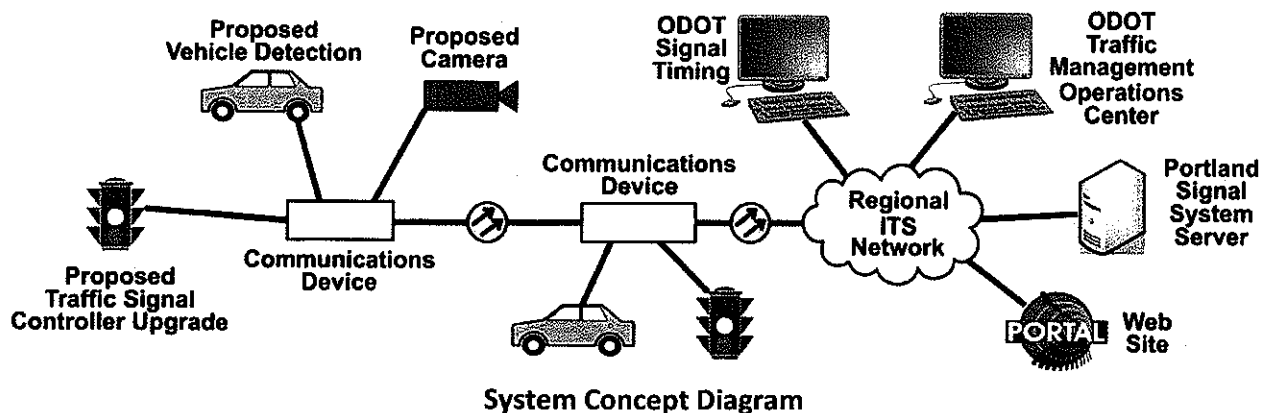 Proposed
Vehicle Detection
Proposed
Camera
ODOT
Signal
Timing
ODOT
Traffic
Management
Operations
Center
Communications
Device
Portland
Signal
System
Server
Regional
ITS
Network
Communications
Device
Proposed
Traffic Signal
Controller Upgrade
PORTAL
Web
Site
System Concept Diagram